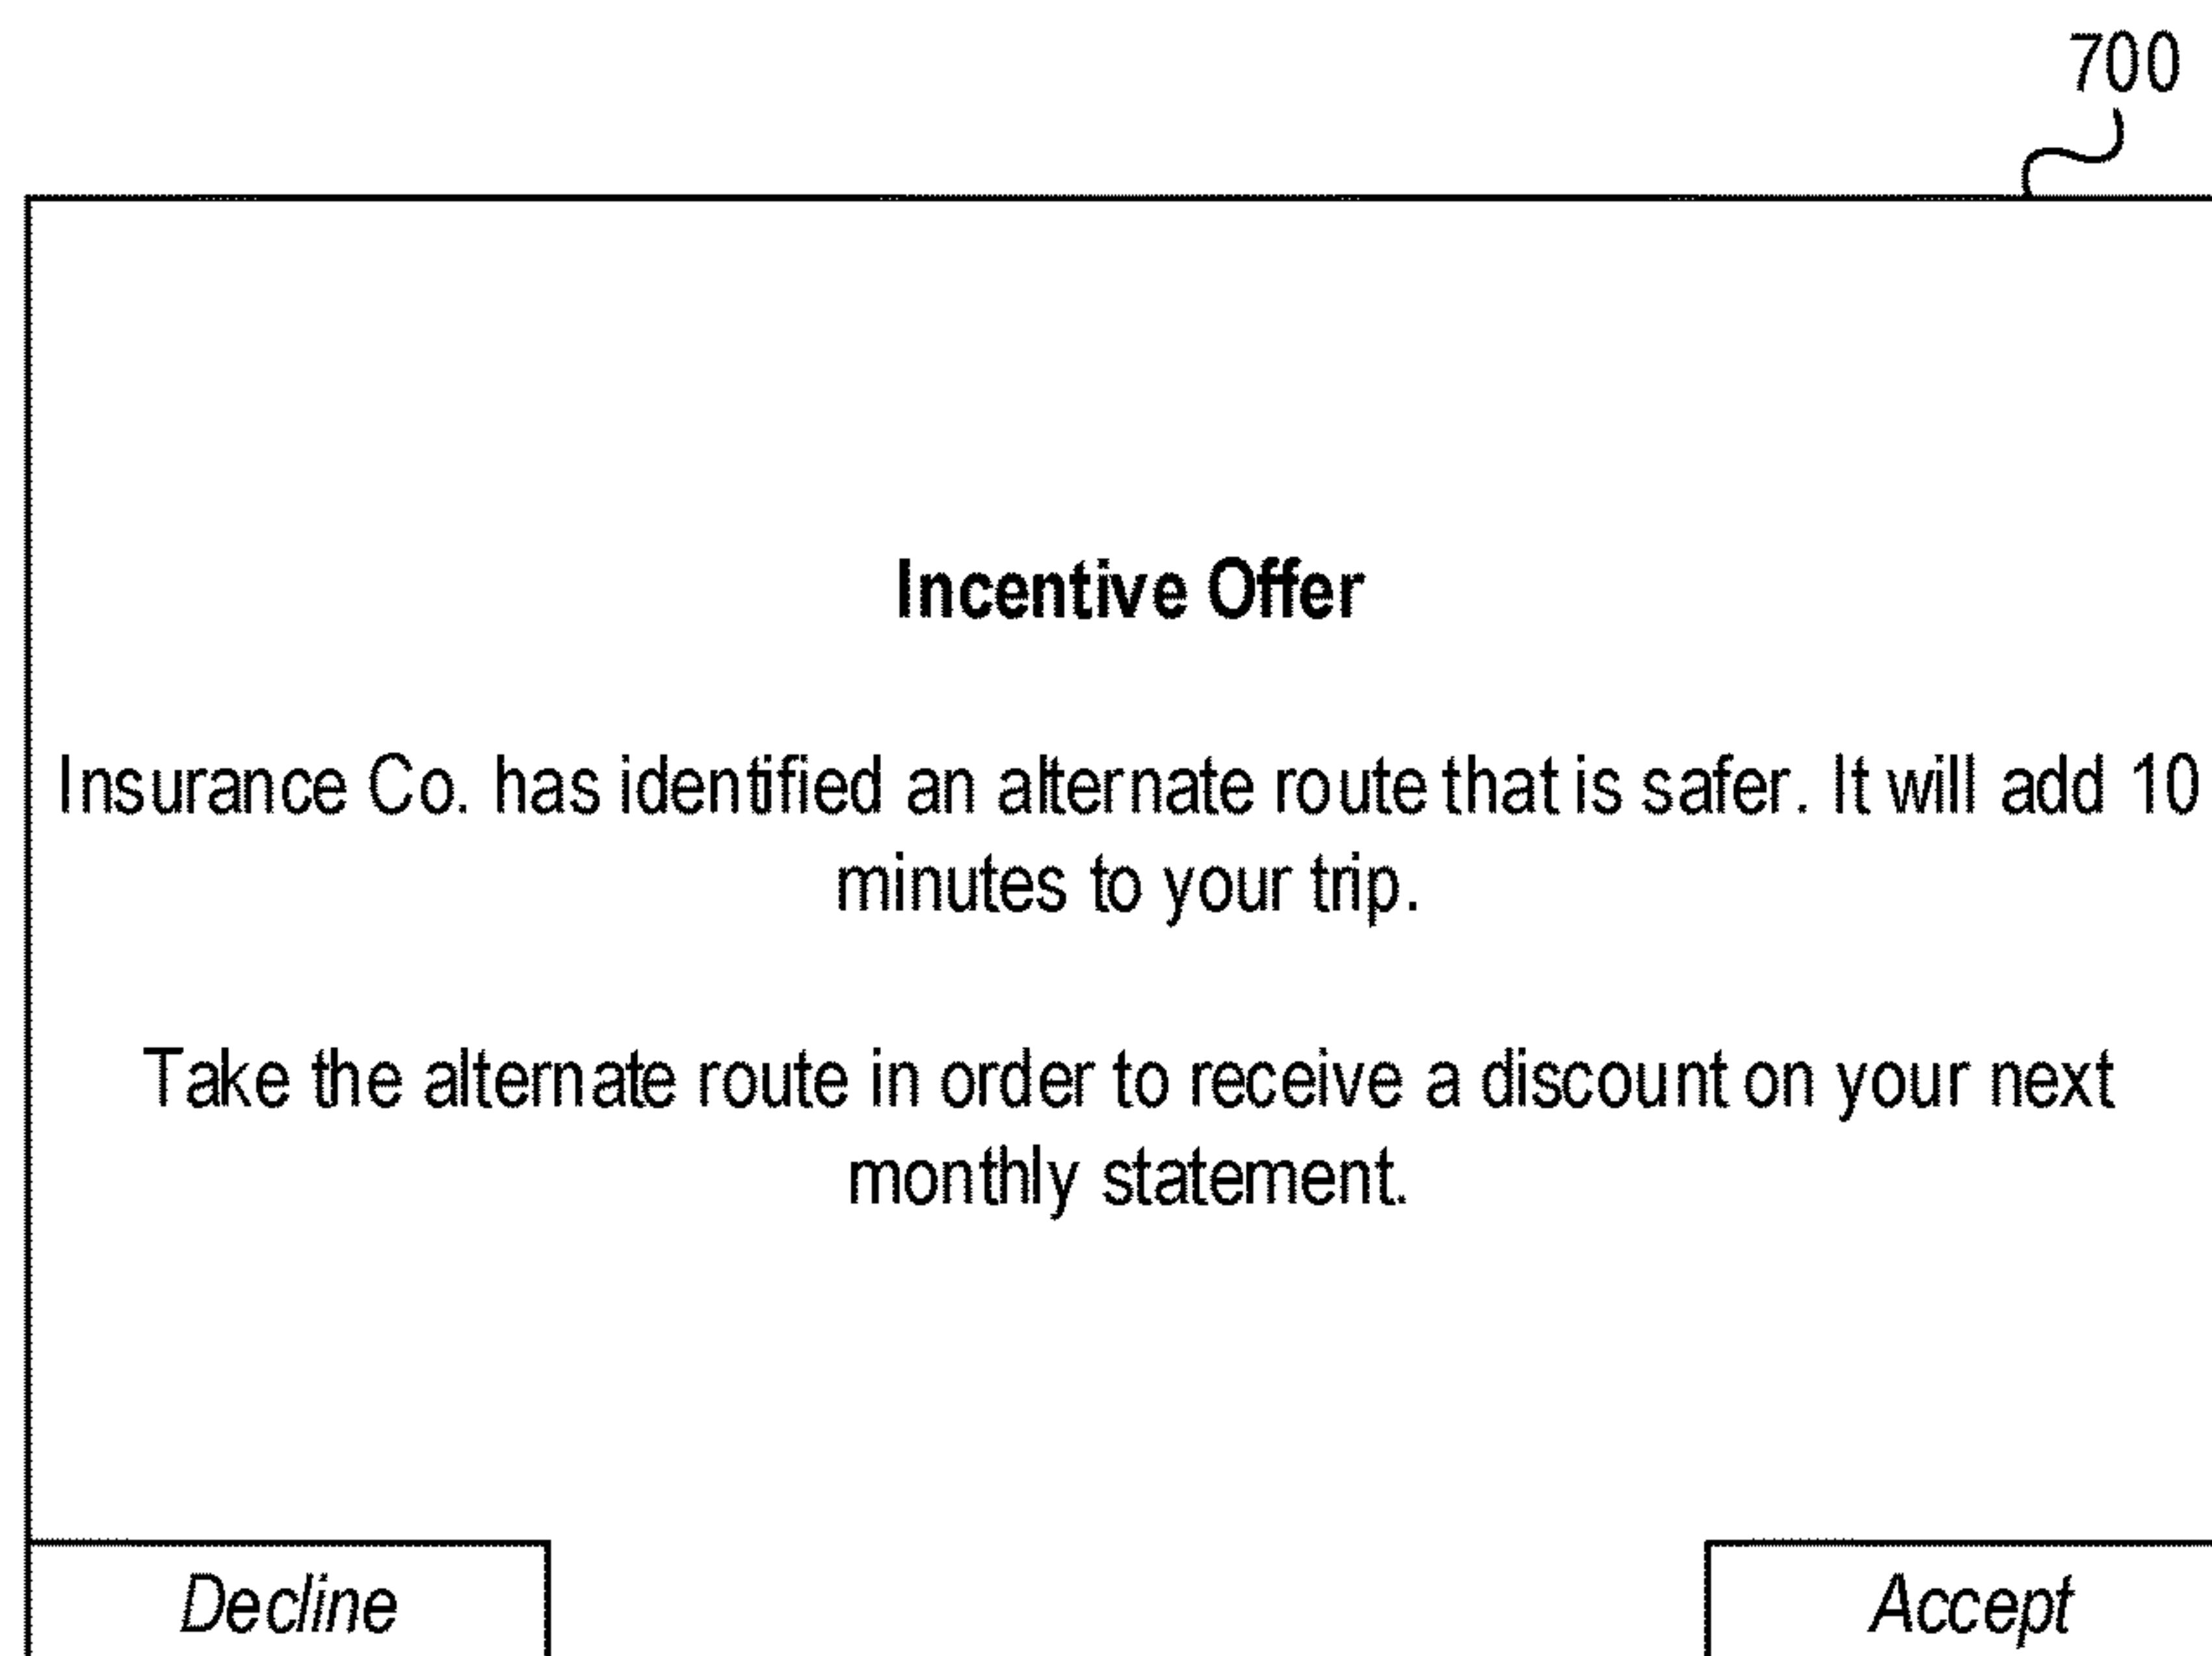 700
Incentive Offer
Insurance Co. has identified an alternate route that is safer. It will add 10
minutes to your trip.
Take the alternate route in order to receive a discount on your next
monthly statement.
Decline
Accept